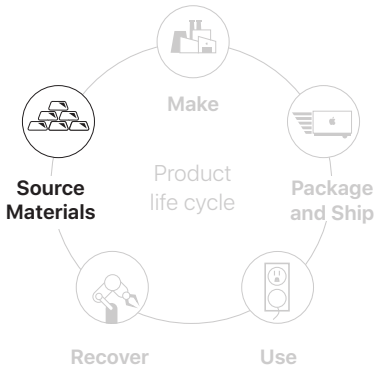 Make
Source
Materials
Product
life cycle
Package
and Ship
Recover
Use